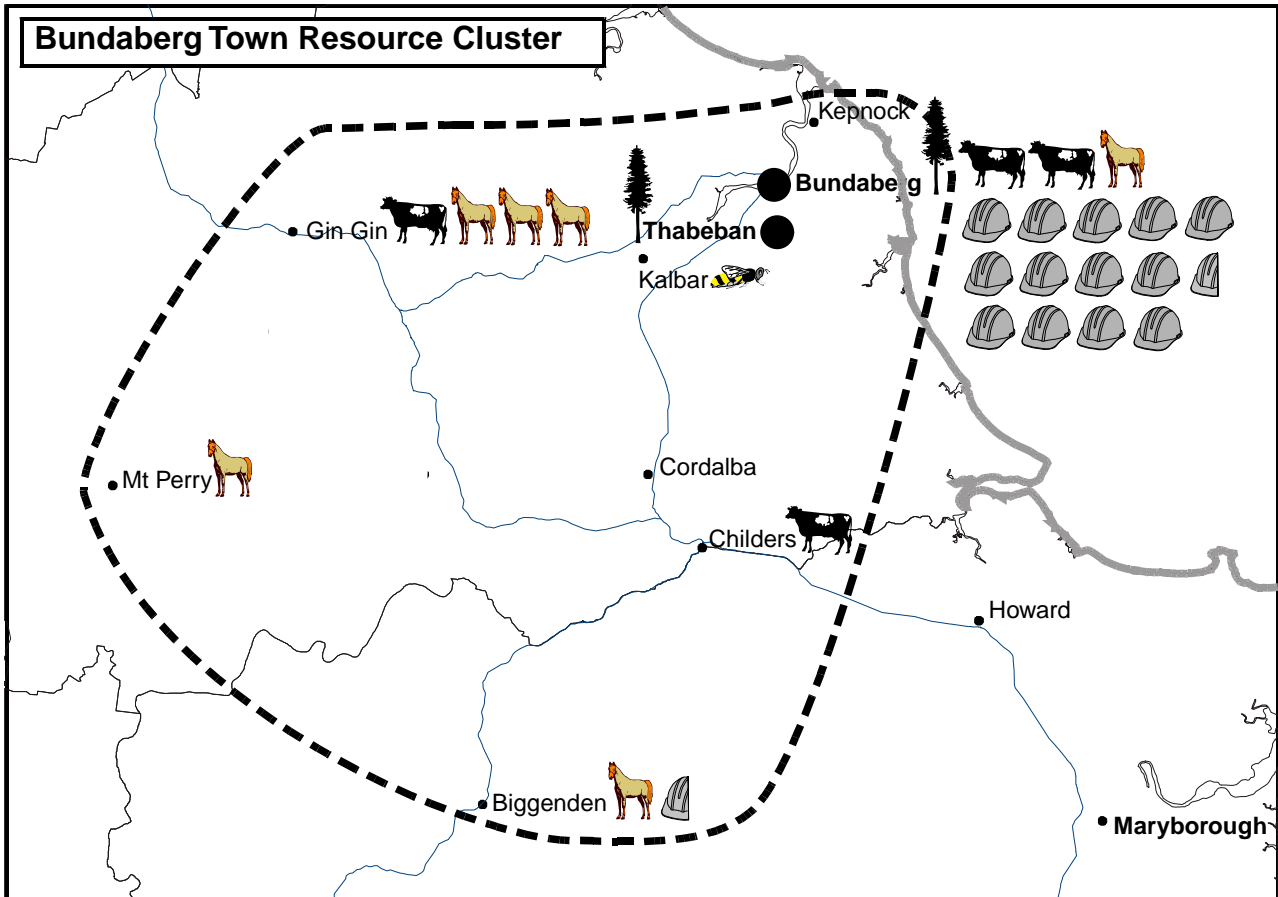 Bundaberg Town Resource Cluster
Kepnock
Bundaberg
Gin Gin
Thabeban
Kalbar
Cordalba
Mt Perry
Childers
Howard
Biggenden
Maryborough